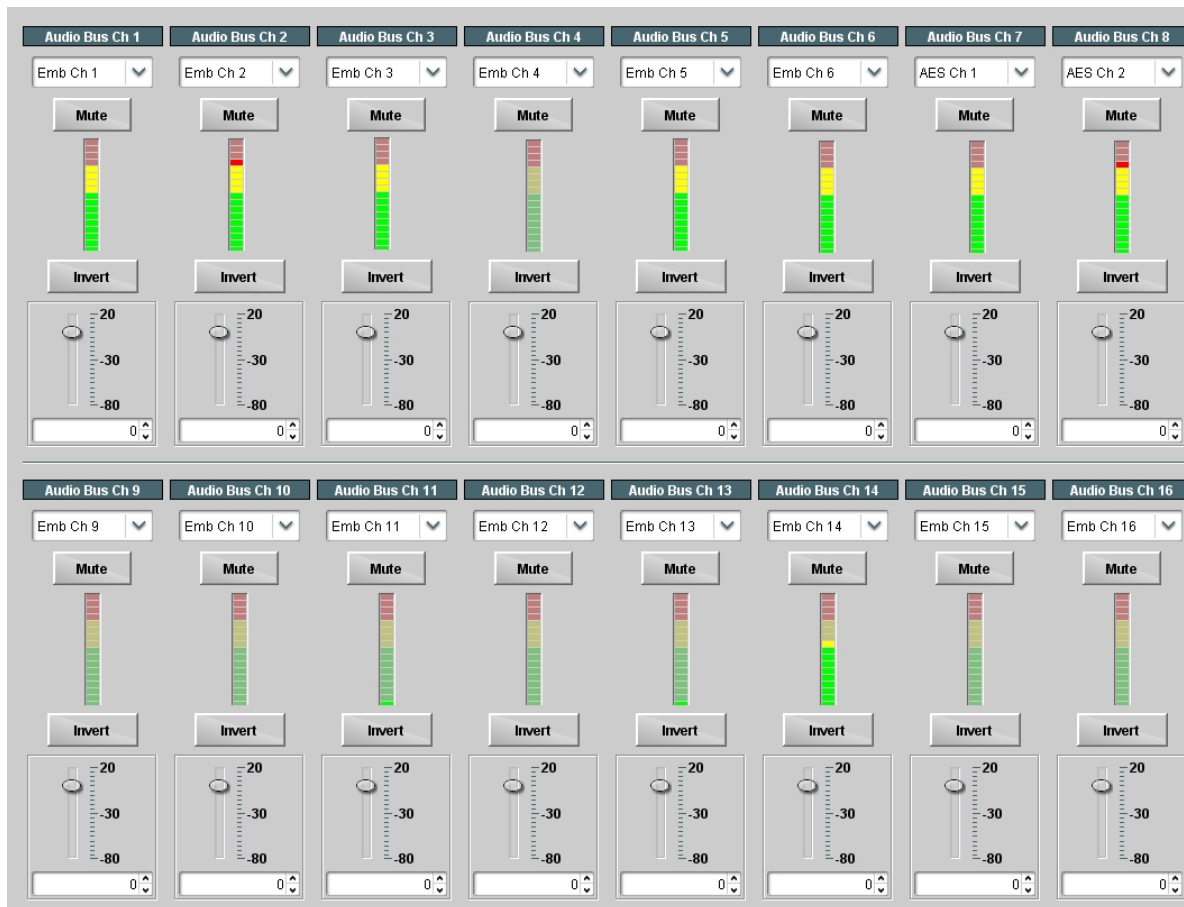 Audio Bus Ch 1 Audio Bus Ch 2 Audio Bus Ch 3 Audio Bus Ch 4 Audio Bus Ch 5 Audio Bus Ch 6 Audio Bus Ch 7 Audio Bus Ch 8
Emb Ch 1 Emb Ch 2 Emb Ch 3 Emb Ch 4 Emb Ch 5 Emb Ch 6 AES Ch 1 AES Ch 2
Mute Mute Mute Mute Mute Mute Mute Mute
Invert Invert Invert Invert Invert Invert Invert Invert
20 20 20 20 20 20 20 20
-30 -30 -30 -30 -30 -30 -30 -30
-80 -80 -80 -80 -80 -80 -80 -80
0 0 0 0 0 0 0 0
Audio Bus Ch 9 Audio Bus Ch 10 Audio Bus Ch 11 Audio Bus Ch 12 Audio Bus Ch 13 Audio Bus Ch 14 Audio Bus Ch 15 Audio Bus Ch 16
Emb Ch 9 Emb Ch 10 Emb Ch 11 Emb Ch 12 Emb Ch 13 Emb Ch 14 Emb Ch 15 Emb Ch 16
Mute Mute Mute Mute Mute Mute Mute Mute
Invert Invert Invert Invert Invert Invert Invert Invert
20 20 20 20 20 20 20 20
-30 -30 -30 -30 -30 -30 -30 -30
-80 -80 -80 -80 -80 -80 -80 -80
0 0 0 0 0 0 0 0